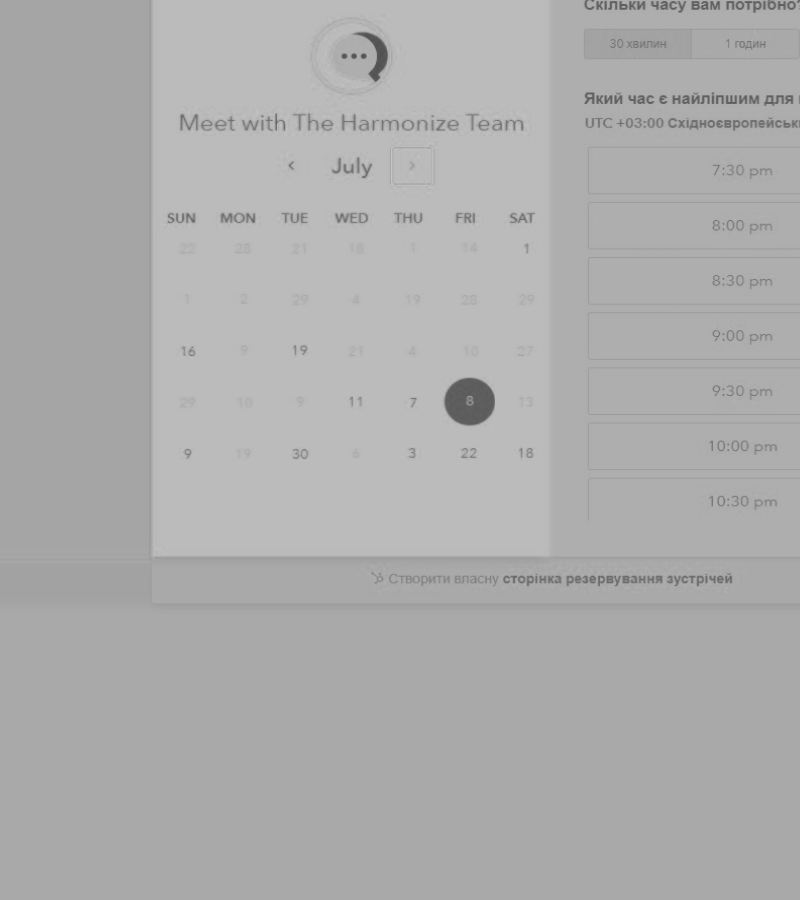 Meet with The Harmonize Team
July
SUN MON TUE WED THU FRI SAT
22 28 21 18 1 14 1
1 2 29 4 19 28 29
16 9 19 21 4 10 27
29 10 9 11 7 8 13
9 19 30 6 3 22 18
Скільки часу вам потрібно?
30 хвилин 1 годин
Який час є найліпшим для
UTC +03:00
7:30 pm
8:00 pm
8:30 pm
9:00 pm
9:30 pm
10:00 pm
10:30 pm
Створити власну сторінка резервування зустрічей